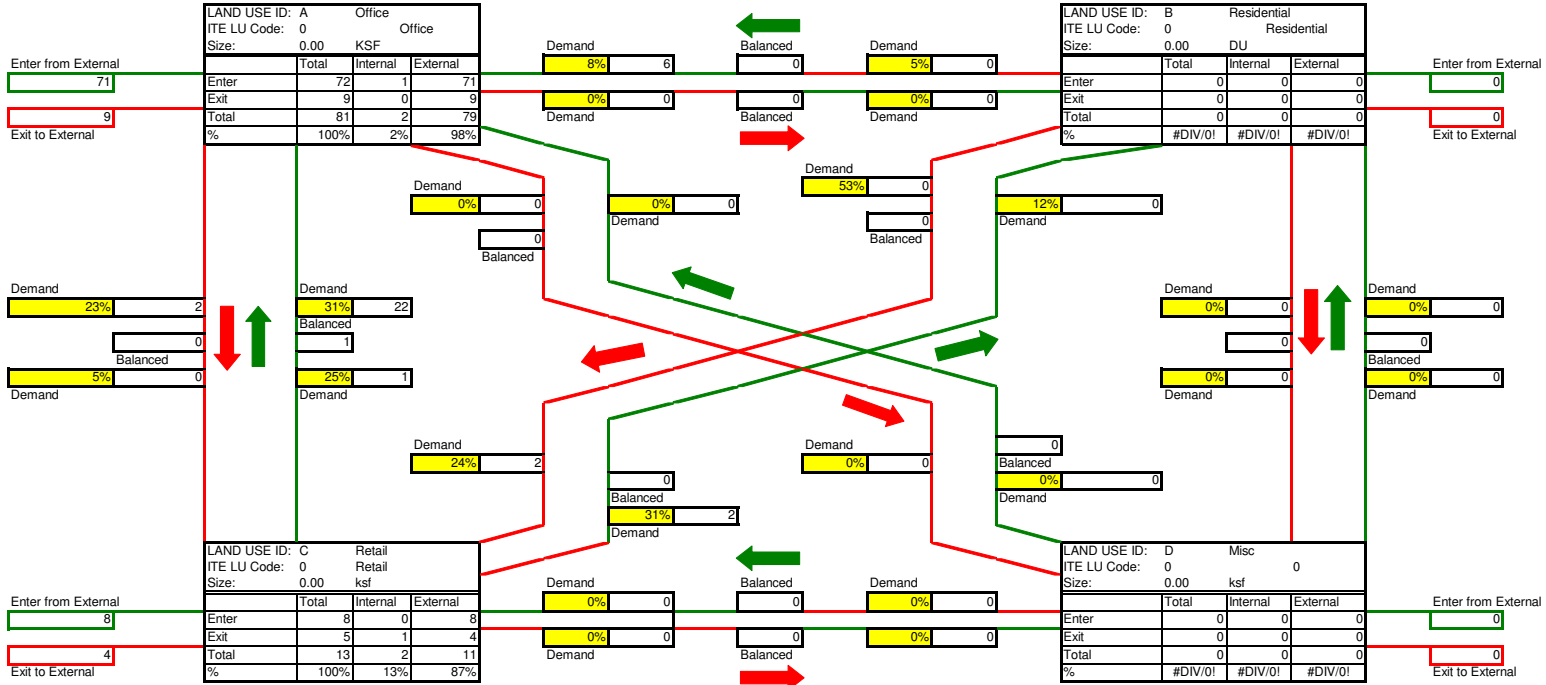 LAND USE ID: A Office
ITE LU Code: 0 Office
Size: 0.00 KSF
Total Internal External
Enter 72 1 71
Exit 9 0 9
Total 81 2 79
% 100% 2% 98%
Enter from External
71
9
Exit to External
Demand Balanced Demand
8% 6 0 5% 0
0% 0 0 0% 0
Demand Balanced Demand
LAND USE ID: B Residential
ITE LU Code: 0 Residential
Size: 0.00 DU
Total Internal External
Enter 0 0 0
Exit 0 0 0
Total 0 0 0
% #DIV/0! #DIV/0! #DIV/0!
Enter from External
0
0
Exit to External
Demand
0% 0
0
Balanced
0% 0
Demand
Demand
53% 0
0
Balanced
12% 0
Demand
Demand
23% 2
0
Balanced
5% 0
Demand
Demand
31% 22
Balanced
1
25% 1
Demand
Demand
0% 0
0
0% 0
Demand
0% 0
0
Balanced
0% 0
Demand
Demand
24% 2
0
Balanced
31% 2
Demand
Demand
0% 0
0
Balanced
0% 0
Demand
LAND USE ID: C Retail
ITE LU Code: 0 Retail
Size: 0.00 ksf
Total Internal External
Enter 8 0 8
Exit 5 1 4
Total 13 2 11
% 100% 13% 87%
Enter from External
8
4
Exit to External
Demand Balanced Demand
0% 0 0 0% 0
0% 0 0 0% 0
Demand Balanced Demand
LAND USE ID: D Misc
ITE LU Code: 0 0
Size: 0.00 ksf
Total Internal External
Enter 0 0 0
Exit 0 0 0
Total 0 0 0
% #DIV/0! #DIV/0! #DIV/0!
Enter from External
0
0
Exit to External